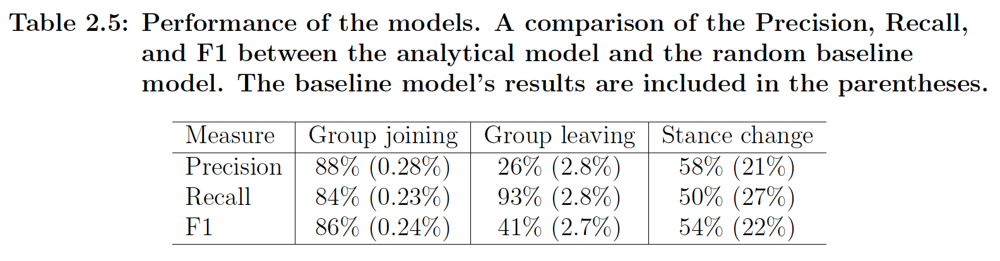 Table 2.5: Performance of the models. A comparison of the Precision, Recall,
and F1 between the analytical model and the random baseline
model. The baseline model's results are included in the parentheses.
Measure Group joining Group leaving Stance change
Precision 88% (0.28%) 26% (2.8%) 58% (21%)
Recall 84% (0.23%) 93% (2.8%) 50% (27%)
F1 86% (0.24%) 41% (2.7%) 54% (22%)